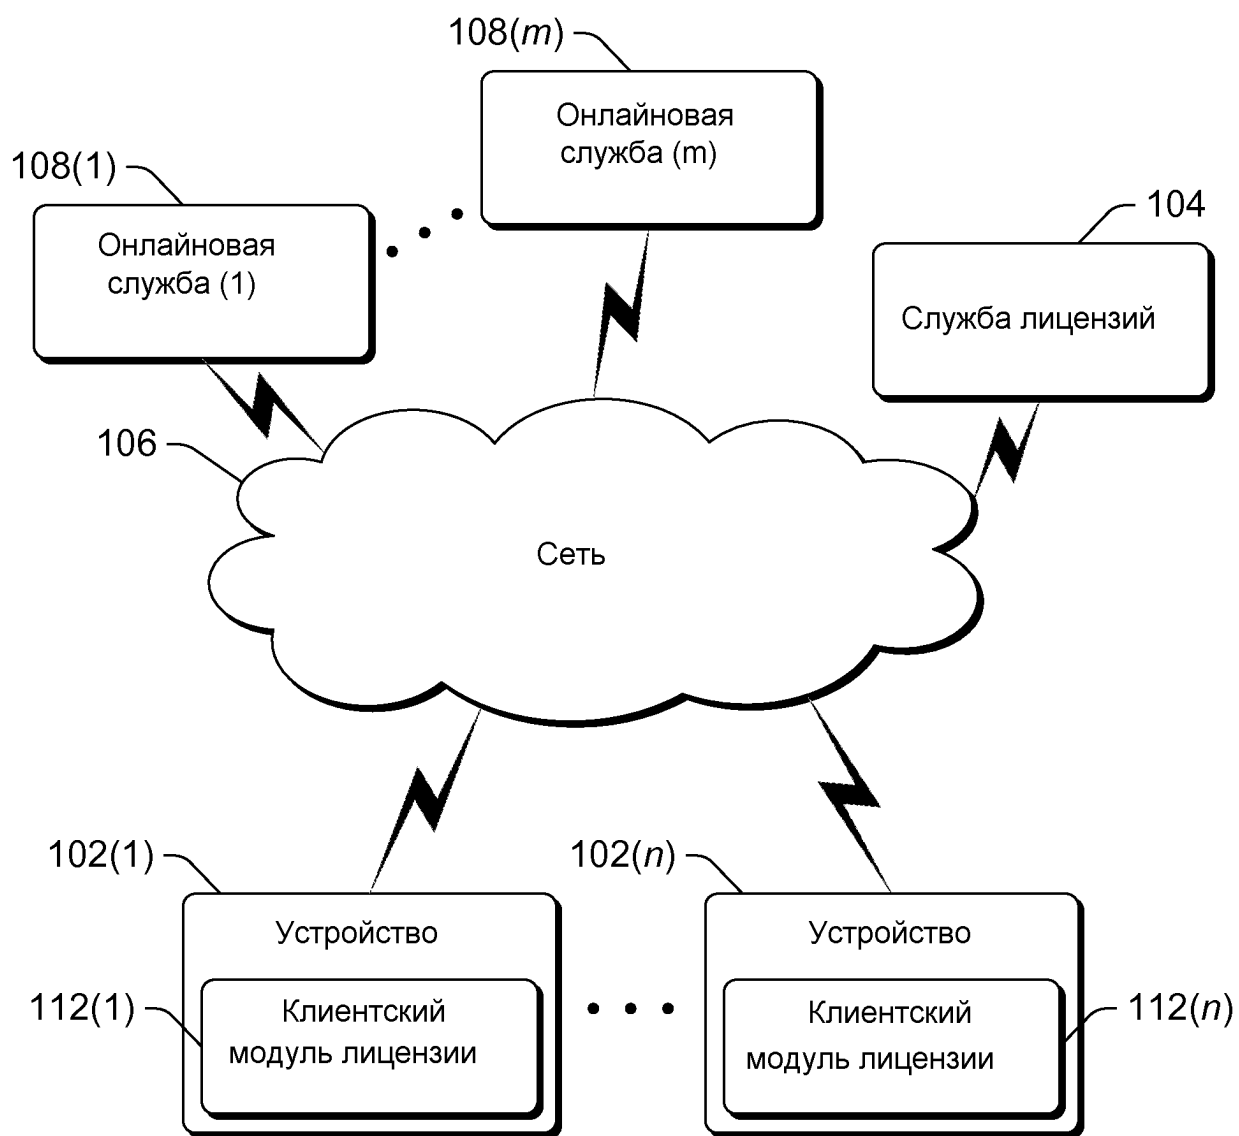 108(m)
Онлайновая
служба (m)
108(1)
Онлайновая
служба (1)
104
Служба лицензий
106
Сеть
102(1)
Устройство
112(1)
Клиентский
модуль лицензии
102(n)
Устройство
112(n)
Клиентский
модуль лицензии